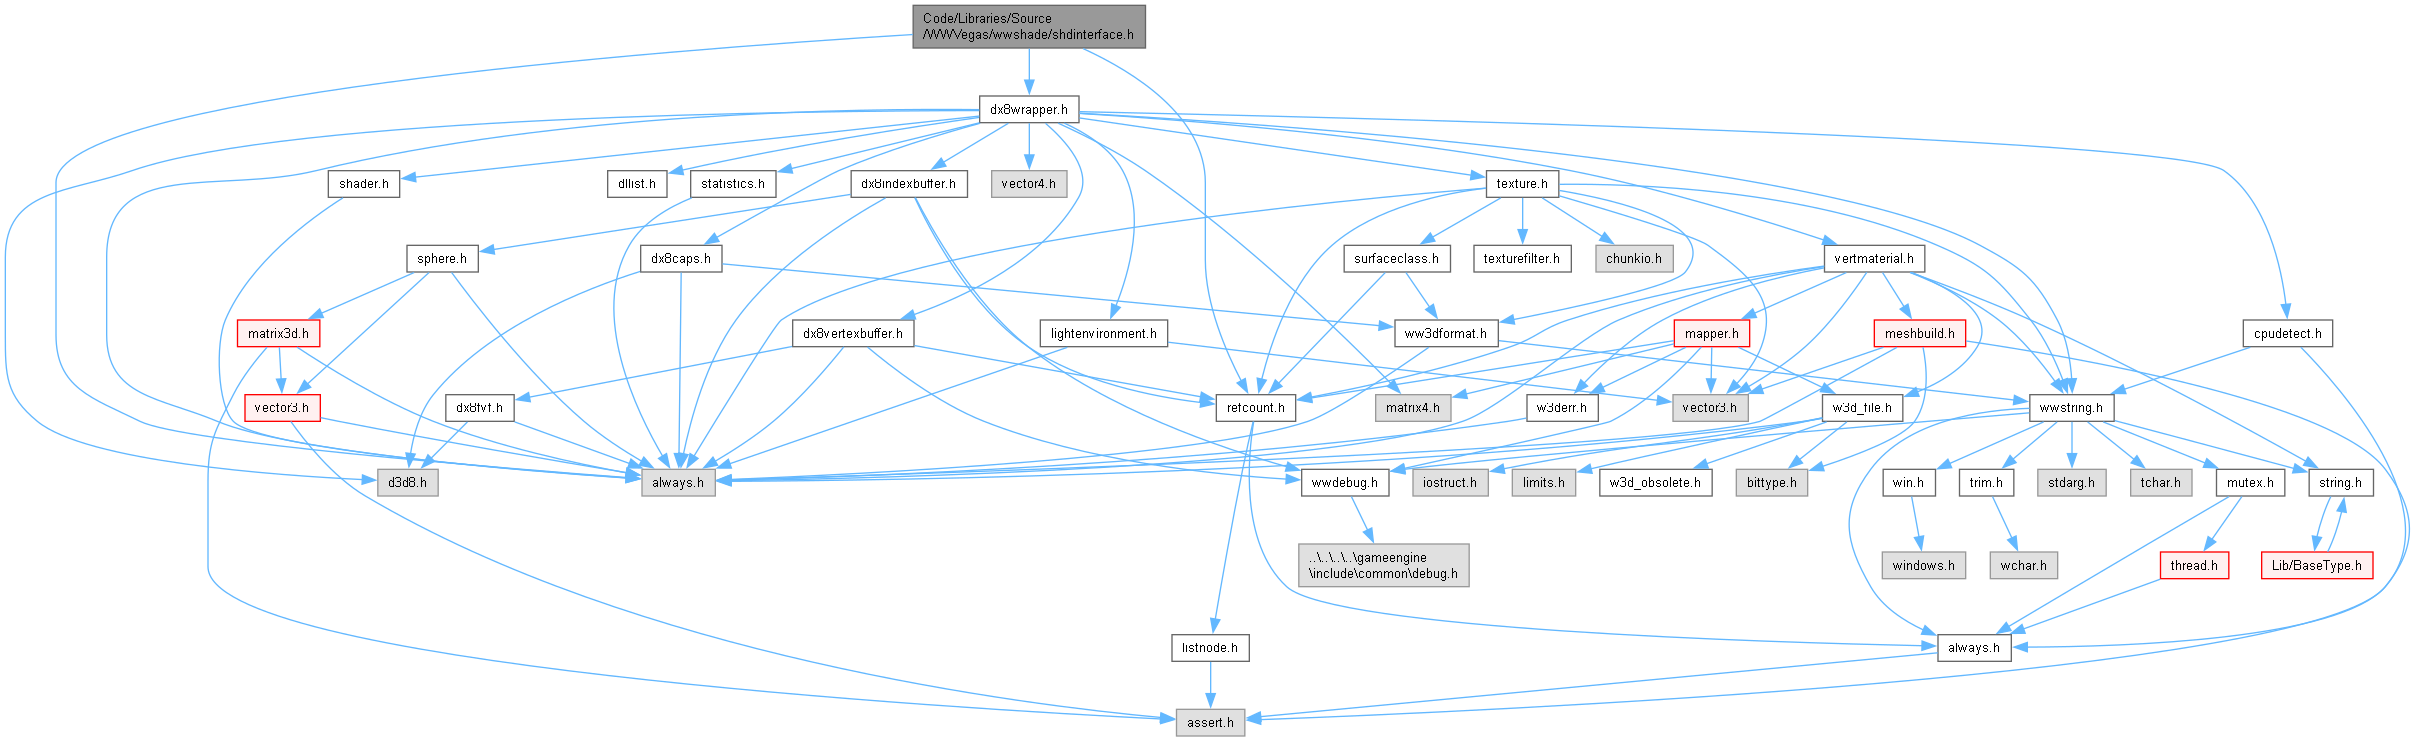 Code/Libraries/Source
/WWVegas/wwshade/shdinterface.h
dx8wrapper.h
shader.h
dllist.h
statistics.h
dx8indexbuffer.h
vector4.h
texture.h
sphere.h
dx8caps.h
surfaceclass.h
texturefilter.h
chunkio.h
vertmaterial.h
matrix3d.h
dx8vertexbuffer.h
lightenvironment.h
ww3dformat.h
mapper.h
meshbuild.h
cpudetect.h
vector3.h
dx8fvf.h
refcount.h
matrix4.h
w3derr.h
vector3.h
w3d_file.h
wwstring.h
d3d8.h
always.h
wwdebug.h
iostruct.h
limits.h
w3d_obsolete.h
bittype.h
win.h
trim.h
stdarg.h
tchar.h
mutex.h
string.h
..\..\..\..\gameengine
\include\common\debug.h
windows.h
wchar.h
thread.h
Lib/BaseType.h
listnode.h
always.h
assert.h